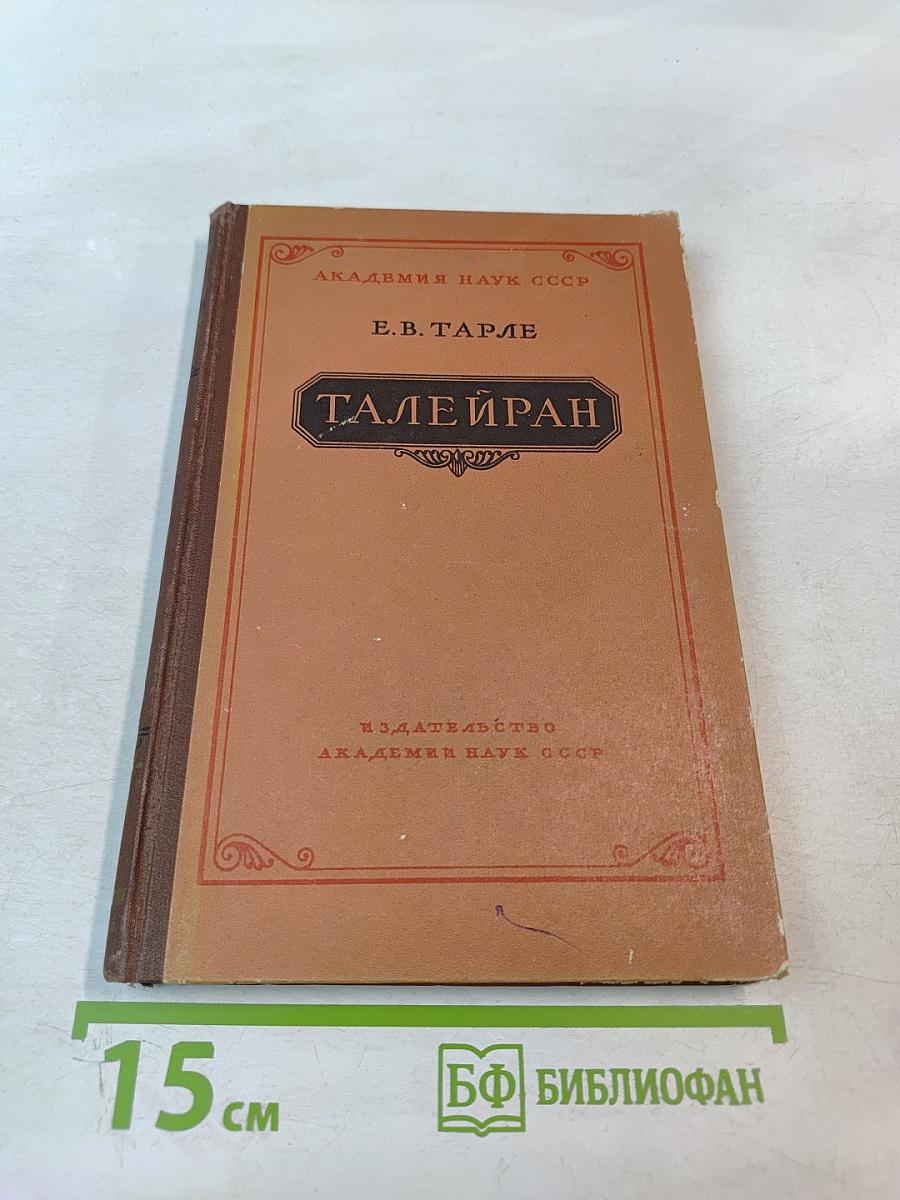 АКАДЕМИЯ НАУК СССР
Е. В. ТАРЛЕ
ТАЛЕЙРАН
ИЗДАТЕЛЬСТВО
АКАДЕМИИ НАУК СССР
15 см
БФ БИБЛИОФАН